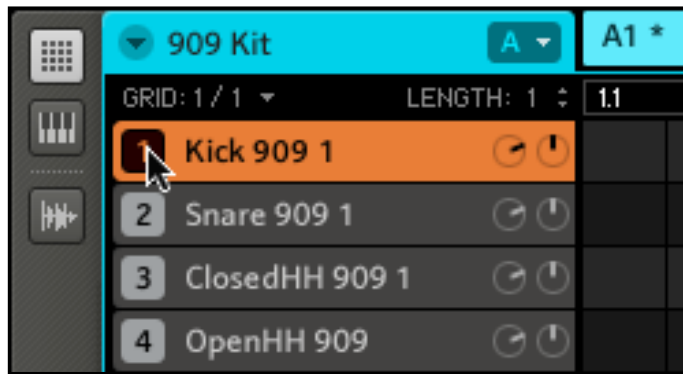 909 Kit A A1 *
GRID: 1 / 1 LENGTH: 1 1.1
1 Kick 909 1
2 Snare 909 1
3 ClosedHH 909 1
4 OpenHH 909